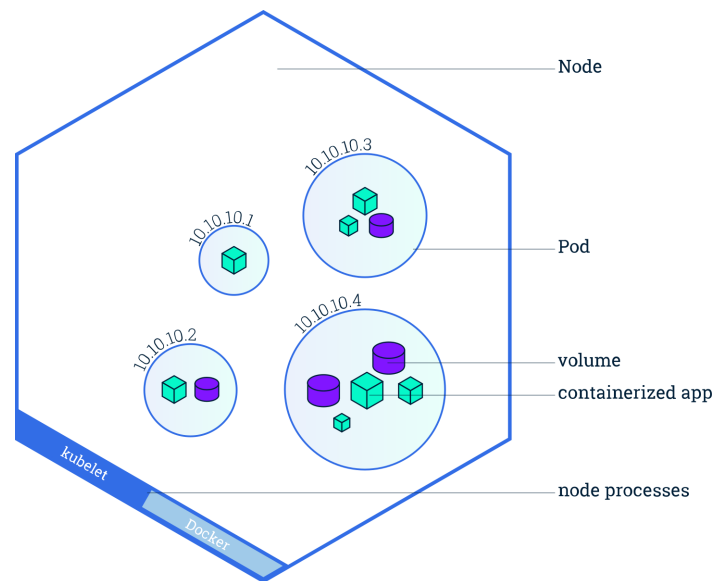 Node
10.10.10.3
10.10.10.1
Pod
10.10.10.4
10.10.10.2
volume
containerized app
kubelet
node processes
Docker